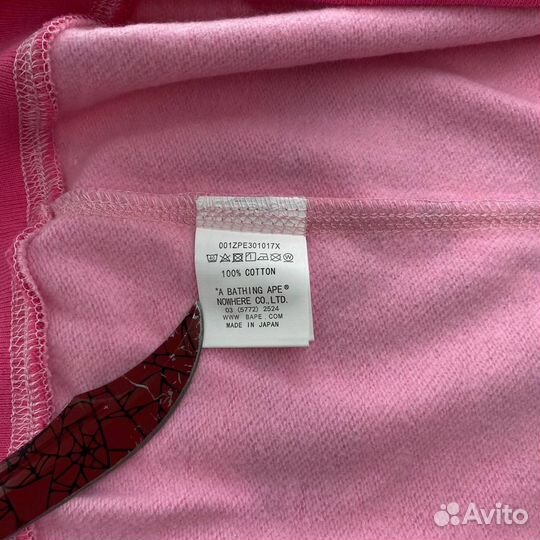 001ZPE301017X
100% COTTON
"A BATHING APE®
NOWHERE CO.,LTD.
03 (5772) 2524
WWW. BAPE. COM
MADE IN JAPAN
Avito